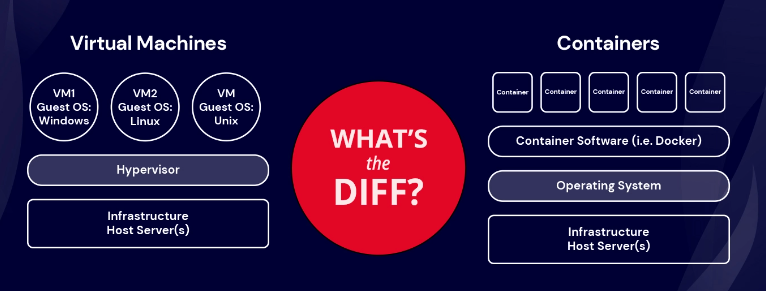 Virtual Machines
VM1
Guest OS:
Windows
VM2
Guest OS:
Linux
VM
Guest OS:
Unix
Hypervisor
Infrastructure
Host Server(s)
WHAT'S
the
DIFF?
Containers
Container
Container
Container
Container
Container
Container Software (i.e. Docker)
Operating System
Infrastructure
Host Server(s)